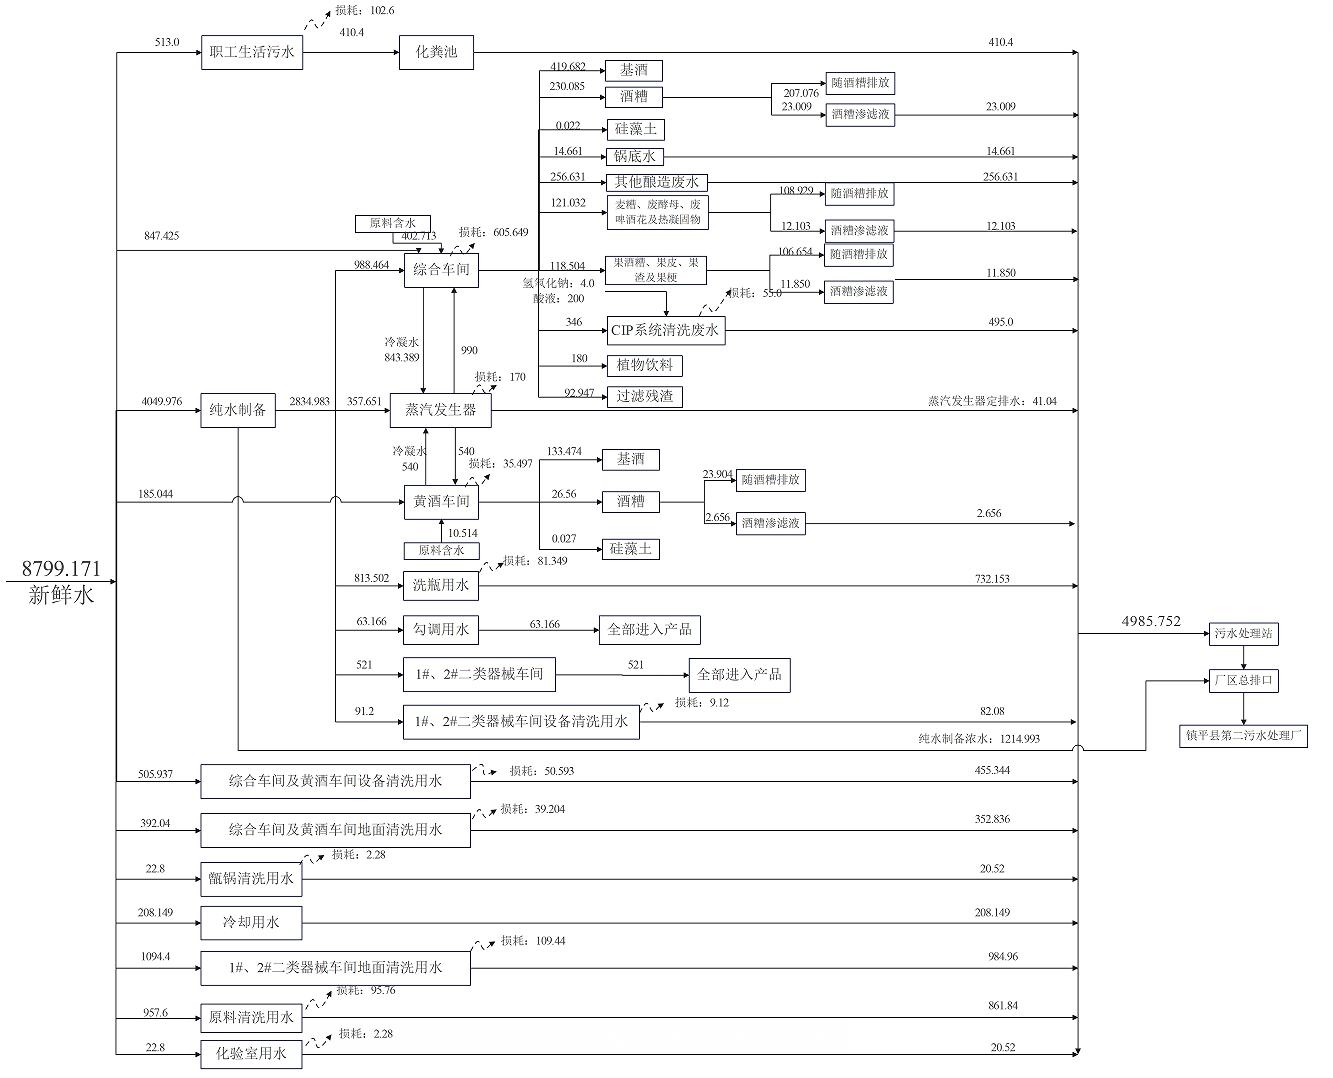 损耗：102.6
513.0
职工生活污水
410.4
化粪池
410.4
419.682
基酒
230.085
酒糟
207.076
随酒糟排放
23.009
酒糟渗滤液
23.009
0.022
硅藻土
14.661
锅底水
14.661
256.631
其他酿造废水
256.631
121.032
麦糟、废酵母、废
啤酒花及热凝固物
108.929
随酒糟排放
12.103
酒糟渗滤液
12.103
原料含水
402.713
847.425
损耗：605.649
988.464
综合车间
118.504
果酒糟、果皮、果
渣及果梗
106.654
随酒糟排放
11.850
酒糟渗滤液
11.850
氢氧化钠：4.0
酸液：200
损耗：55.0
346
CIP系统清洗废水
495.0
冷凝水
843.389
990
180
植物饮料
损耗：170
92.947
过滤残渣
4049.976
纯水制备
2834.983
357.651
蒸汽发生器
蒸汽发生器定排水：41.04
冷凝水
540
540
损耗：35.497
133.474
基酒
185.044
黄酒车间
26.56
酒糟
23.904
随酒糟排放
2.656
酒糟渗滤液
2.656
10.514
原料含水
0.027
硅藻土
8799.171
新鲜水
损耗：81.349
813.502
洗瓶用水
732.153
63.166
勾调用水
63.166
全部进入产品
4985.752
污水处理站
521
1#、2#二类器械车间
521
全部进入产品
厂区总排口
91.2
1#、2#二类器械车间设备清洗用水
损耗：9.12
82.08
镇平县第二污水处理厂
纯水制备浓水：1214.993
505.937
综合车间及黄酒车间设备清洗用水
损耗：50.593
455.344
392.04
综合车间及黄酒车间地面清洗用水
损耗：39.204
352.836
22.8
甑锅清洗用水
损耗：2.28
20.52
208.149
冷却用水
208.149
1094.4
1#、2#二类器械车间地面清洗用水
损耗：109.44
984.96
957.6
原料清洗用水
损耗：95.76
861.84
22.8
化验室用水
损耗：2.28
20.52